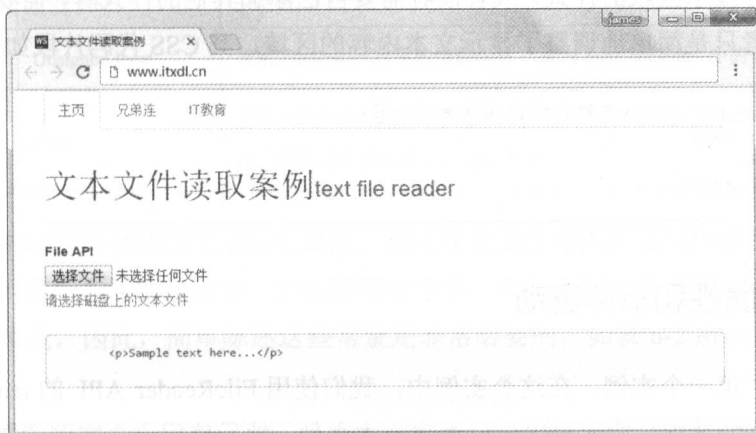 james
文本文件读取案例
www.itxdl.cn
主页 兄弟连 IT教育
文本文件读取案例text file reader
File API
选择文件 未选择任何文件
请选择磁盘上的文本文件
<p>Sample text here...</p>